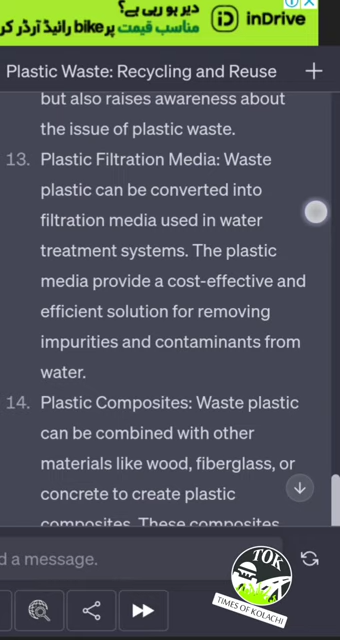 دیر ہو رہی ہے؟
مناسب قیمت پر bike رائیڈ آرڈر کر
inDrive
Plastic Waste: Recycling and Reuse
but also raises awareness about
the issue of plastic waste.
13. Plastic Filtration Media: Waste
plastic can be converted into
filtration media used in water
treatment systems. The plastic
media provide a cost-effective and
efficient solution for removing
impurities and contaminants from
water.
14. Plastic Composites: Waste plastic
can be combined with other
materials like wood, fiberglass, or
concrete to create plastic
composites. These composites
d a message.
TOK
TIMES OF KOLACHI